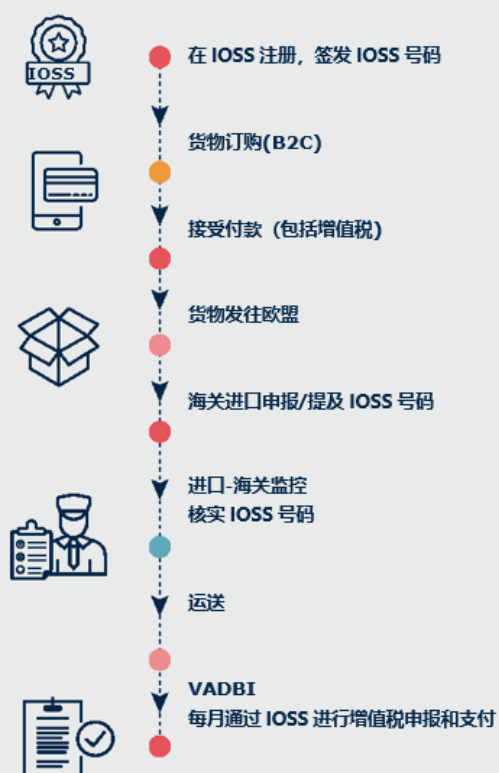 IOSS
在 IOSS 注册，签发 IOSS 号码
货物订购(B2C)
接受付款（包括增值税)
货物发往欧盟
海关进口申报/提及 IOSS 号码
进口-海关监控
核实 IOSS 号码
运送
VADBI
每月通过 IOSS 进行增值税申报和支付